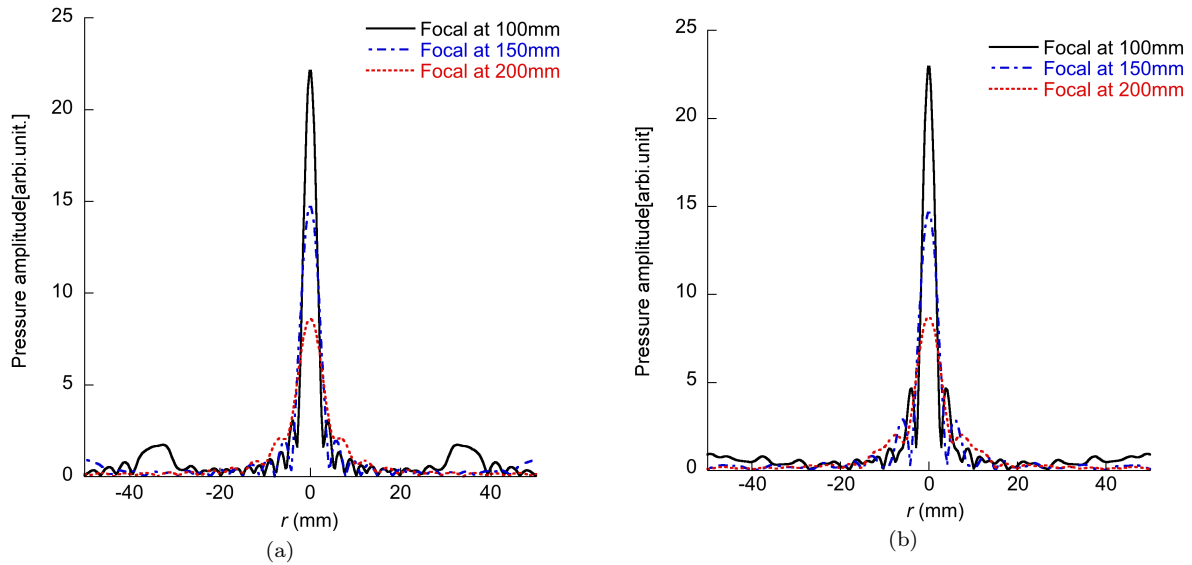 25
20
15
10
5
0
Pressure amplitude[arbi.unit.]
Focal at 100mm
Focal at 150mm
Focal at 200mm
-40 -20 0 20 40
r (mm)
(a)
25
20
15
10
5
0
Pressure amplitude[arbi.unit]
Focal at 100mm
Focal at 150mm
Focal at 200mm
-40 -20 0 20 40
r (mm)
(b)